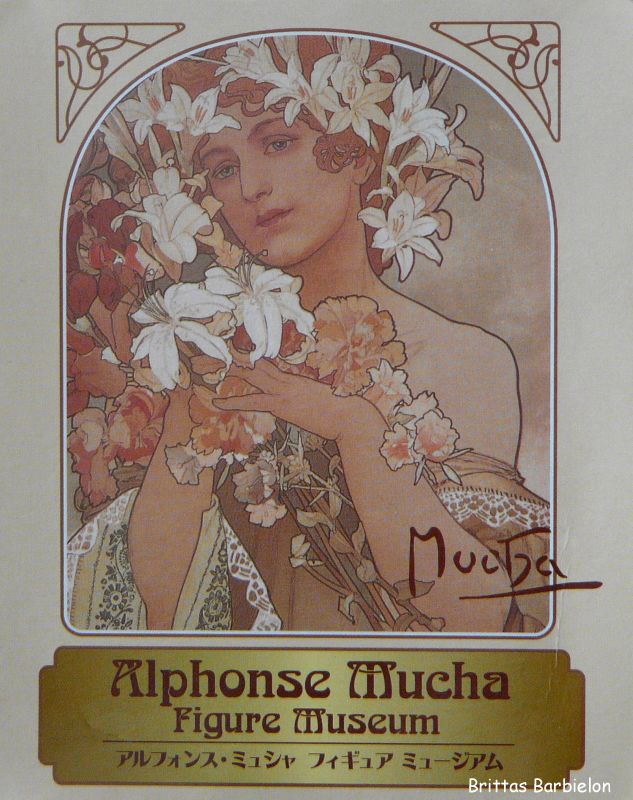 Mucha
Alphonse Mucha
Figure Museum
アルフォンス・ミュシャ フィギュア ミュージアム
Brittas Barbielon